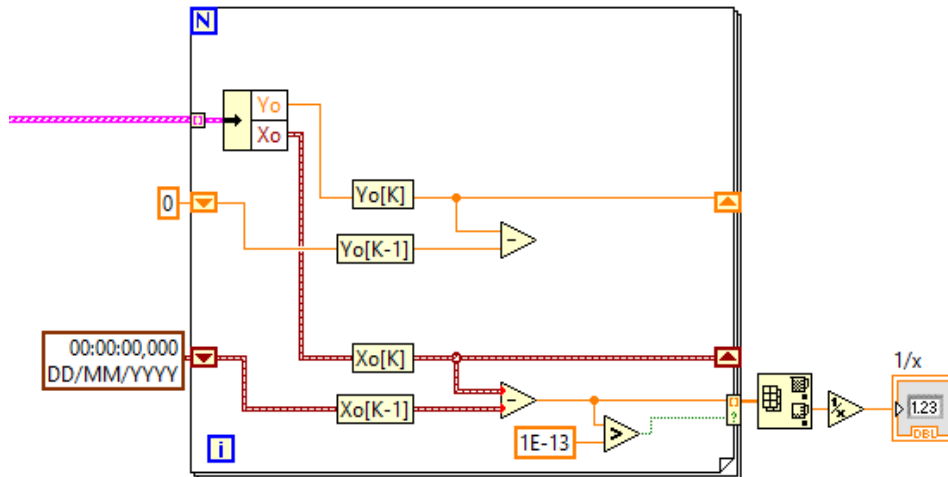 N
Yo
Xo
0
Yo[K]
Yo[K-1]
-
00:00:00,000
DD/MM/YYYY
Xo[K]
Xo[K-1]
-
1E-13
>
?
i
1/x
1/x
1.23
DBL